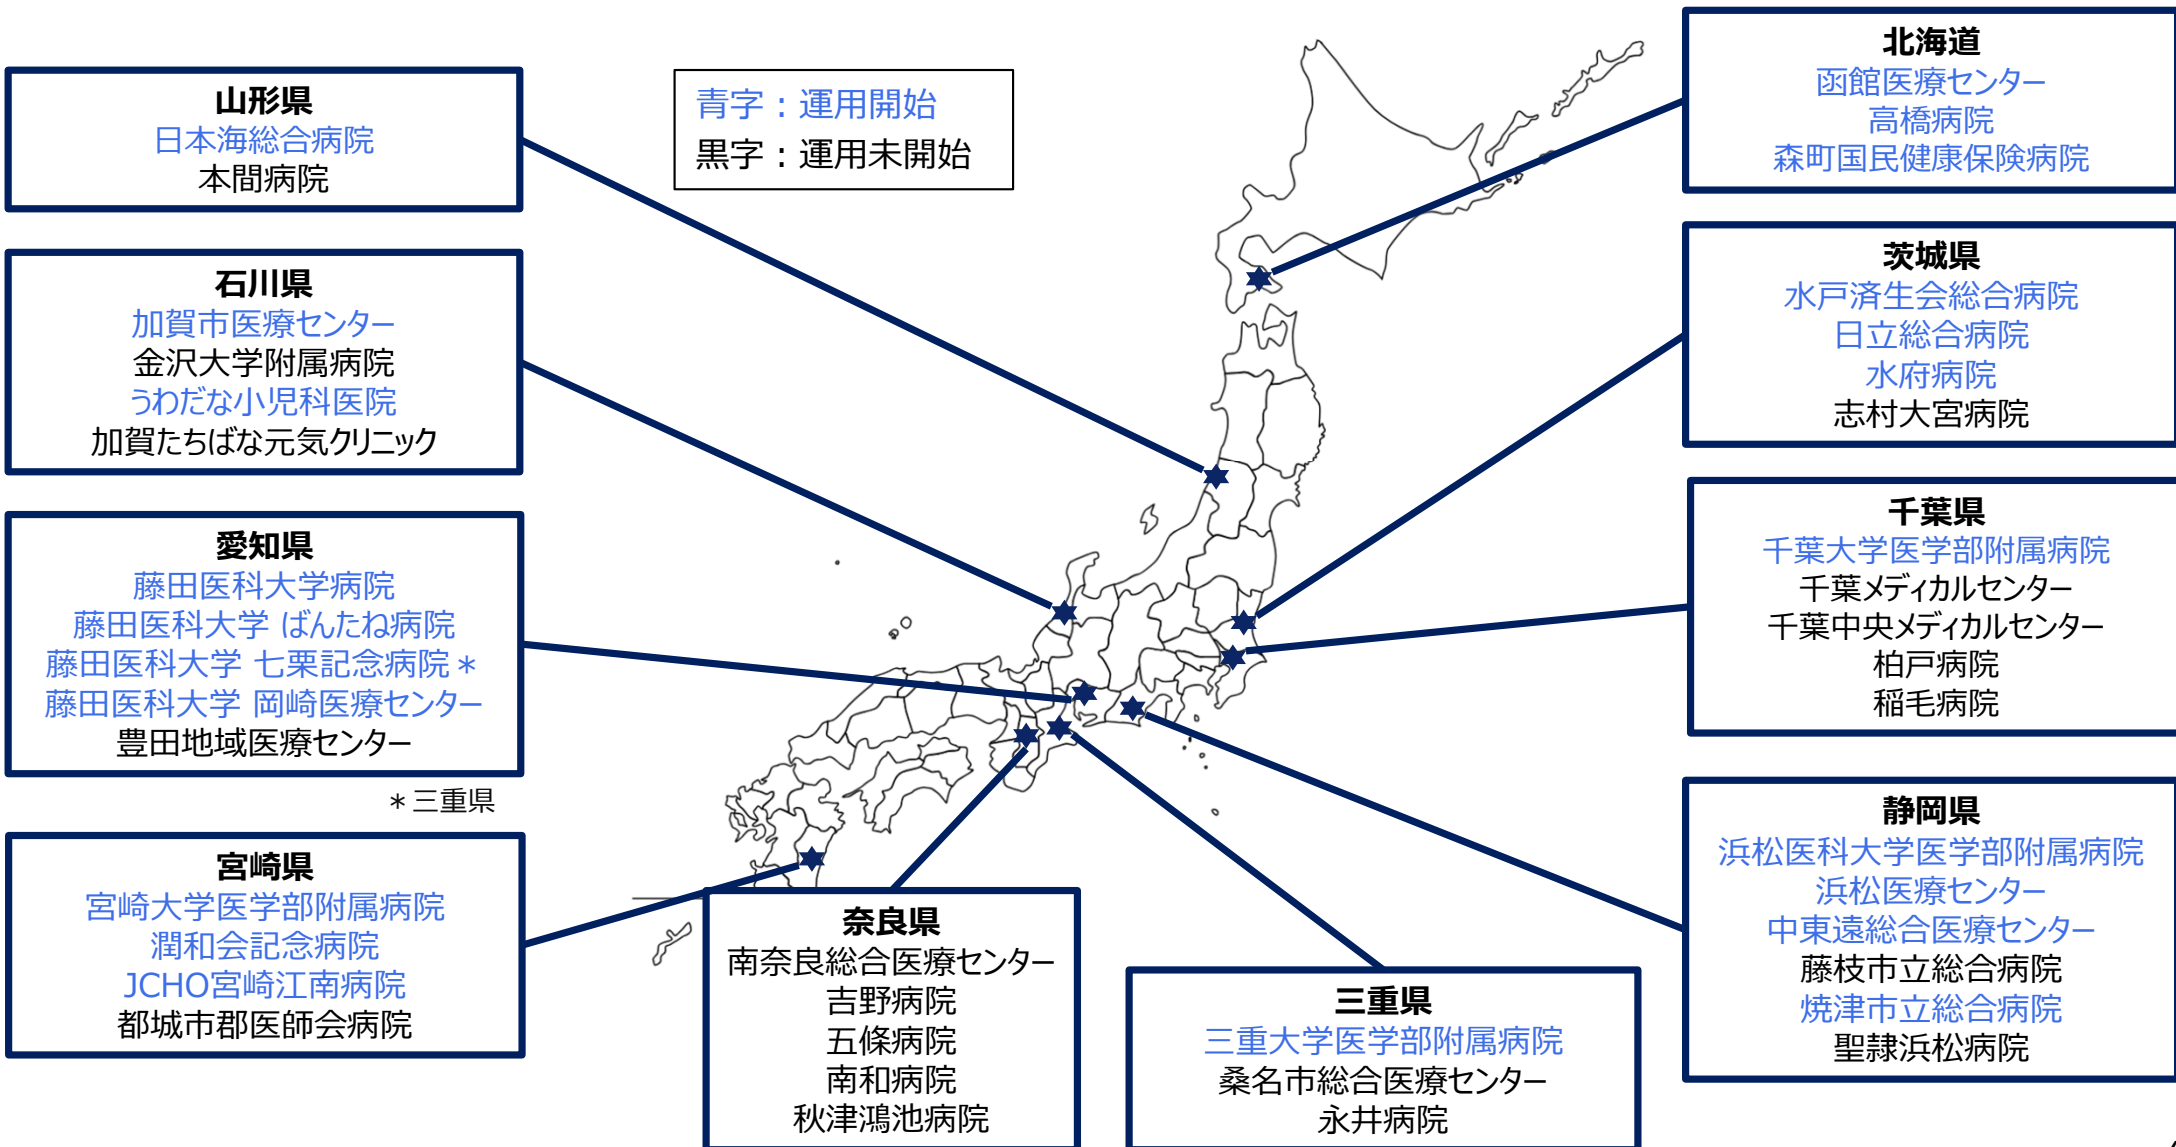 山形県
日本海総合病院
本間病院
青字：運用開始
黒字：運用未開始
北海道
函館医療センター
高橋病院
森町国民健康保険病院
石川県
加賀市医療センター
金沢大学附属病院
うわだな小児科医院
加賀たちばな元気クリニック
茨城県
水戸済生会総合病院
日立総合病院
水府病院
志村大宮病院
愛知県
藤田医科大学病院
藤田医科大学 ばんたね病院
藤田医科大学 七栗記念病院＊
藤田医科大学 岡崎医療センター
豊田地域医療センター
＊三重県
千葉県
千葉大学医学部附属病院
千葉メディカルセンター
千葉中央メディカルセンター
柏戸病院
稲毛病院
宮崎県
宮崎大学医学部附属病院
潤和会記念病院
JCHO宮崎江南病院
都城市郡医師会病院
奈良県
南奈良総合医療センター
吉野病院
五條病院
南和病院
秋津鴻池病院
三重県
三重大学医学部附属病院
桑名市総合医療センター
永井病院
静岡県
浜松医科大学医学部附属病院
浜松医療センター
中東遠総合医療センター
藤枝市立総合病院
焼津市立総合病院
聖隷浜松病院